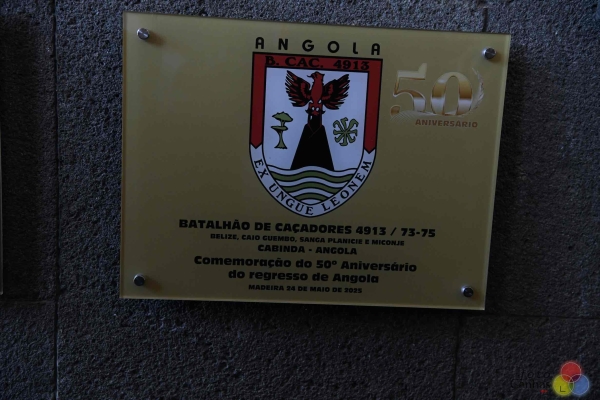 ANGOLA
B. CAC. 4913
50
ANIVERSÁRIO
EX UNGUE LEONEM
BATALHÃO DE CAÇADORES 4913 / 73-75
BELIZE, CAIO GUEMBO, SANGA PLANICIE E MICONJE
CABINDA - ANGOLA
Comemoração do 50º Aniversário
do regresso de Angola
MADEIRA 24 DE MAIO DE 2025